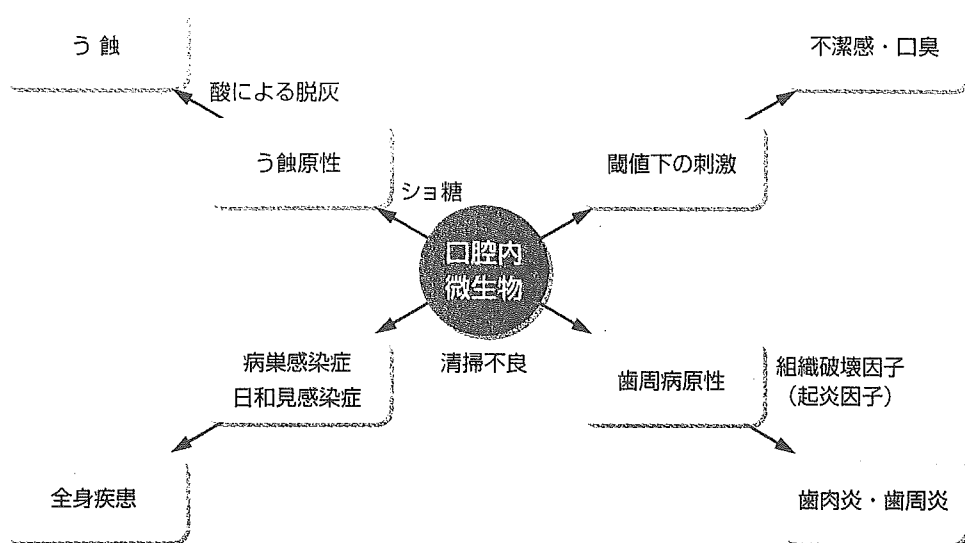 う 蝕
不潔感・口臭
酸による脱灰
う蝕原性
閾値下の刺激
ショ糖
口腔内
微生物
病巣感染症
日和見感染症
清掃不良
歯周病原性
組織破壊因子
（起炎因子）
全身疾患
歯肉炎・歯周炎